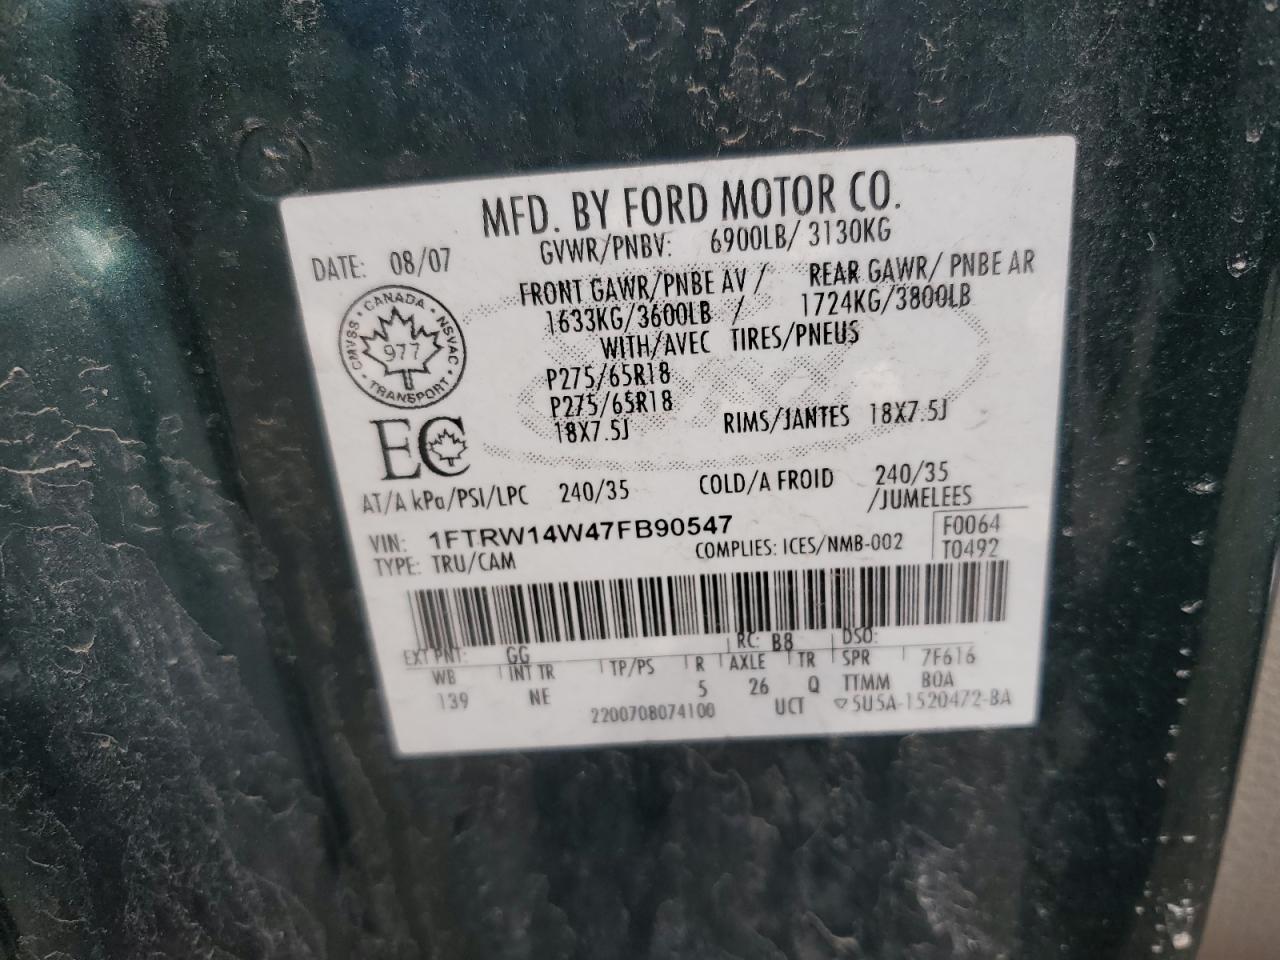 MFD. BY FORD MOTOR CO.
DATE: 08/07 GVWR/PNBV: 6900LB/ 3130KG
FRONT GAWR/PNBE AV / REAR GAWR/ PNBE AR
1633KG/3600LB / 1724KG/3800LB
WITH/AVEC TIRES/PNEUS
P275/65R18
P275/65R18
18X7.5J RIMS/JANTES 18X7.5J
CANADA
CMVSS · NSVAC
977
TRANSPORT
EC
AT/A kPa/PSI/LPC 240/35 COLD/A FROID 240/35
/JUMELEES
VIN: 1FTRW14W47FB90547 F0064
TYPE: TRU/CAM COMPLIES: ICES/NMB-002 T0492
EXT PNT: GG RC: B8 DSO:
WB INT TR TP/PS R AXLE TR SPR 7F616
139 NE 5 26 Q TTMM BOA
2200708074100 UCT ▽5U5A-1520472-BA